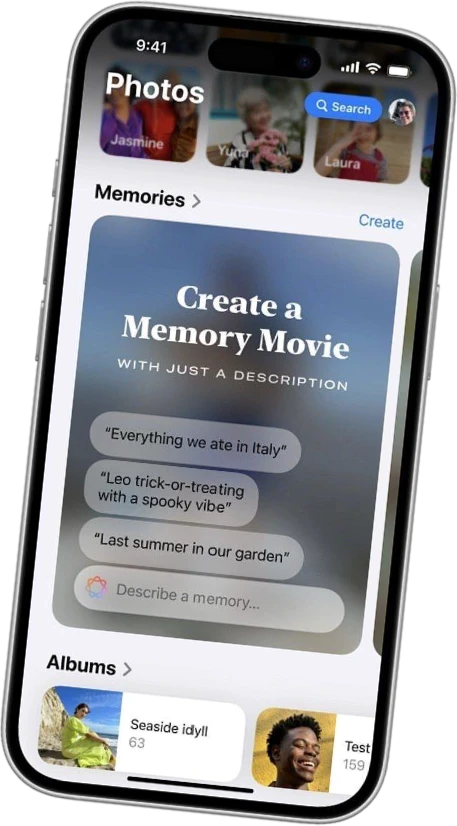 9:41
Photos
Search
Jasmine
Yuna
Laura
Memories
Create
Create a
Memory Movie
WITH JUST A DESCRIPTION
“Everything we ate in Italy”
“Leo trick-or-treating
with a spooky vibe”
“Last summer in our garden”
Describe a memory...
Albums
Seaside idyll
63
Test
159